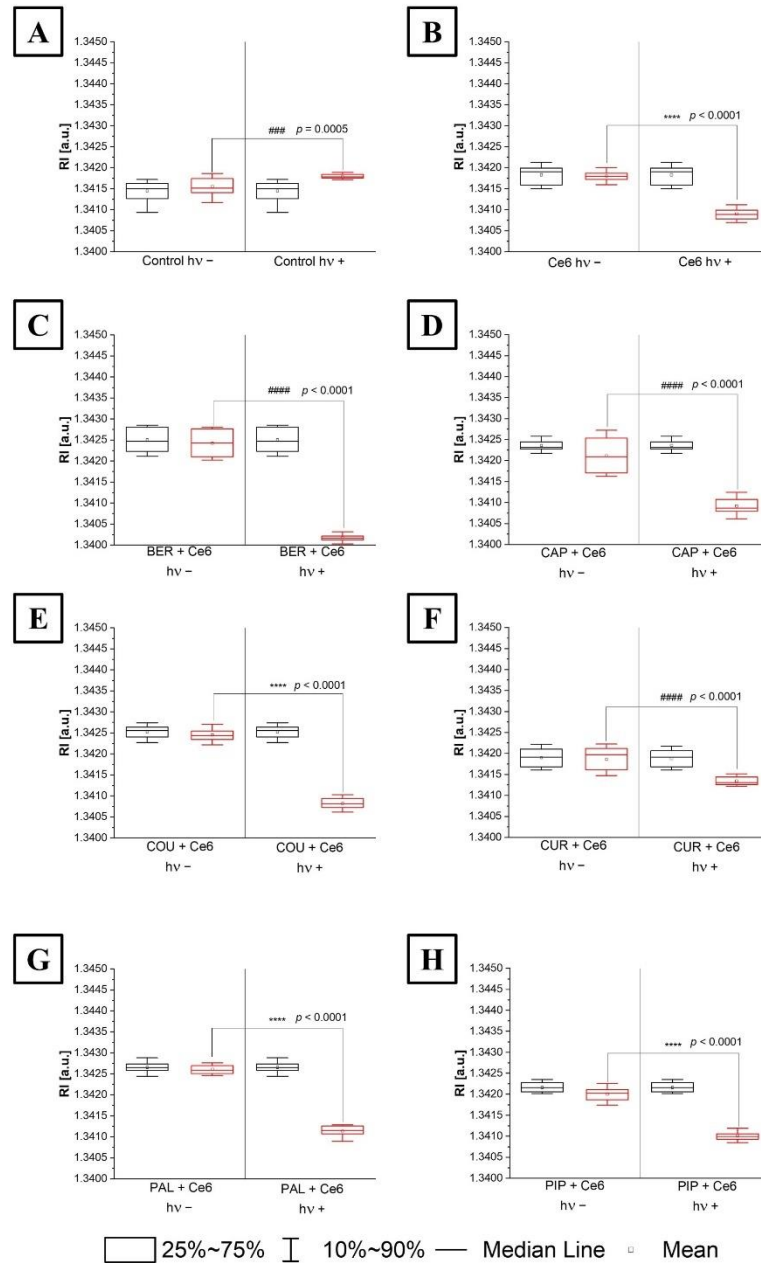 A
1.3450
1.3445
1.3440
1.3435
1.3430
1.3425
1.3420
1.3415
1.3410
1.3405
1.3400
RI [a.u.]
### p = 0.0005
Control hν −
Control hν +
B
1.3450
1.3445
1.3440
1.3435
1.3430
1.3425
1.3420
1.3415
1.3410
1.3405
1.3400
RI [a.u.]
**** p < 0.0001
Ce6 hν −
Ce6 hν +
C
1.3450
1.3445
1.3440
1.3435
1.3430
1.3425
1.3420
1.3415
1.3410
1.3405
1.3400
RI [a.u.]
#### p < 0.0001
BER + Ce6
hν −
BER + Ce6
hν +
D
1.3450
1.3445
1.3440
1.3435
1.3430
1.3425
1.3420
1.3415
1.3410
1.3405
1.3400
RI [a.u.]
#### p < 0.0001
CAP + Ce6
hν −
CAP + Ce6
hν +
E
1.3450
1.3445
1.3440
1.3435
1.3430
1.3425
1.3420
1.3415
1.3410
1.3405
1.3400
RI [a.u.]
**** p < 0.0001
COU + Ce6
hν −
COU + Ce6
hν +
F
1.3450
1.3445
1.3440
1.3435
1.3430
1.3425
1.3420
1.3415
1.3410
1.3405
1.3400
RI [a.u.]
#### p < 0.0001
CUR + Ce6
hν −
CUR + Ce6
hν +
G
1.3450
1.3445
1.3440
1.3435
1.3430
1.3425
1.3420
1.3415
1.3410
1.3405
1.3400
RI [a.u.]
**** p < 0.0001
PAL + Ce6
hν −
PAL + Ce6
hν +
H
1.3450
1.3445
1.3440
1.3435
1.3430
1.3425
1.3420
1.3415
1.3410
1.3405
1.3400
RI [a.u.]
**** p < 0.0001
PIP + Ce6
hν −
PIP + Ce6
hν +
25%~75% 10%~90% Median Line Mean